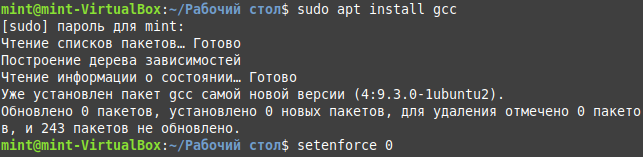 mint@mint-VirtualBox:~/Рабочий стол$ sudo apt install gcc
[sudo] пароль для mint:
Чтение списков пакетов… Готово
Построение дерева зависимостей
Чтение информации о состоянии… Готово
Уже установлен пакет gcc самой новой версии (4:9.3.0-1ubuntu2).
Обновлено 0 пакетов, установлено 0 новых пакетов, для удаления отмечено 0 пакето
в, и 243 пакетов не обновлено.
mint@mint-VirtualBox:~/Рабочий стол$ setenforce 0